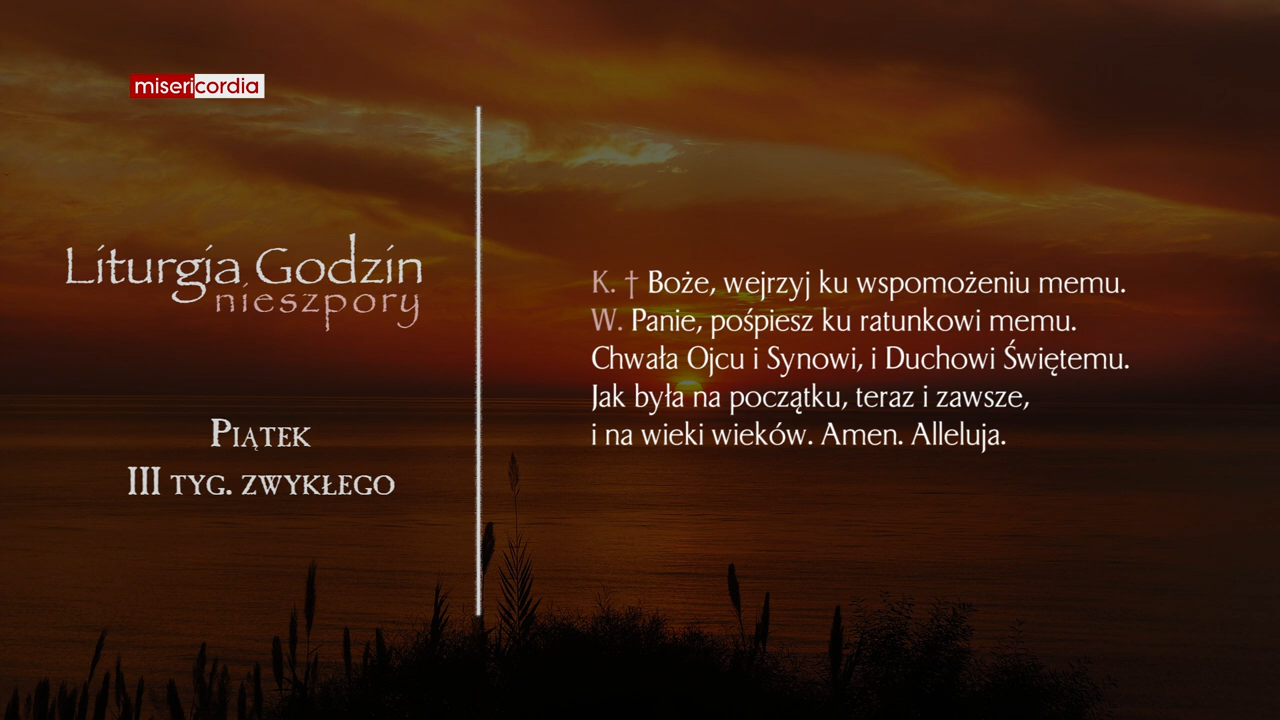 misericordia
Liturgia Godzin
nieszpory
Piątek
III tyg. zwykłego
K. † Boże, wejrzyj ku wspomożeniu memu.
W. Panie, pośpiesz ku ratunkowi memu.
Chwała Ojcu i Synowi, i Duchowi Świętemu.
Jak była na początku, teraz i zawsze,
i na wieki wieków. Amen. Alleluja.